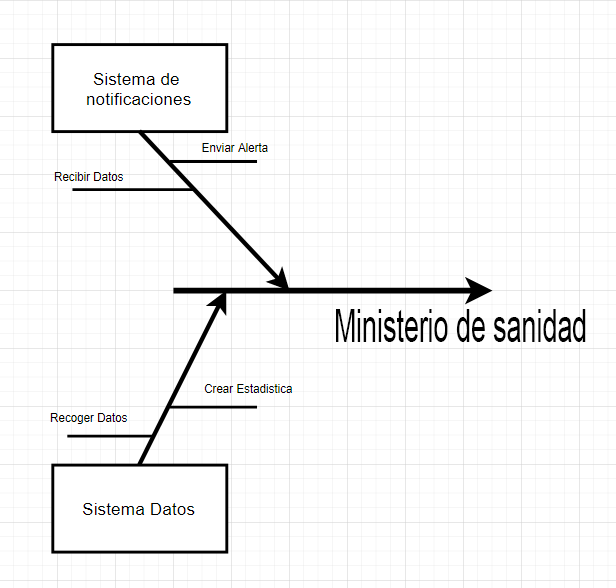 Sistema de
notificaciones
Enviar Alerta
Recibir Datos
Ministerio de sanidad
Crear Estadistica
Recoger Datos
Sistema Datos